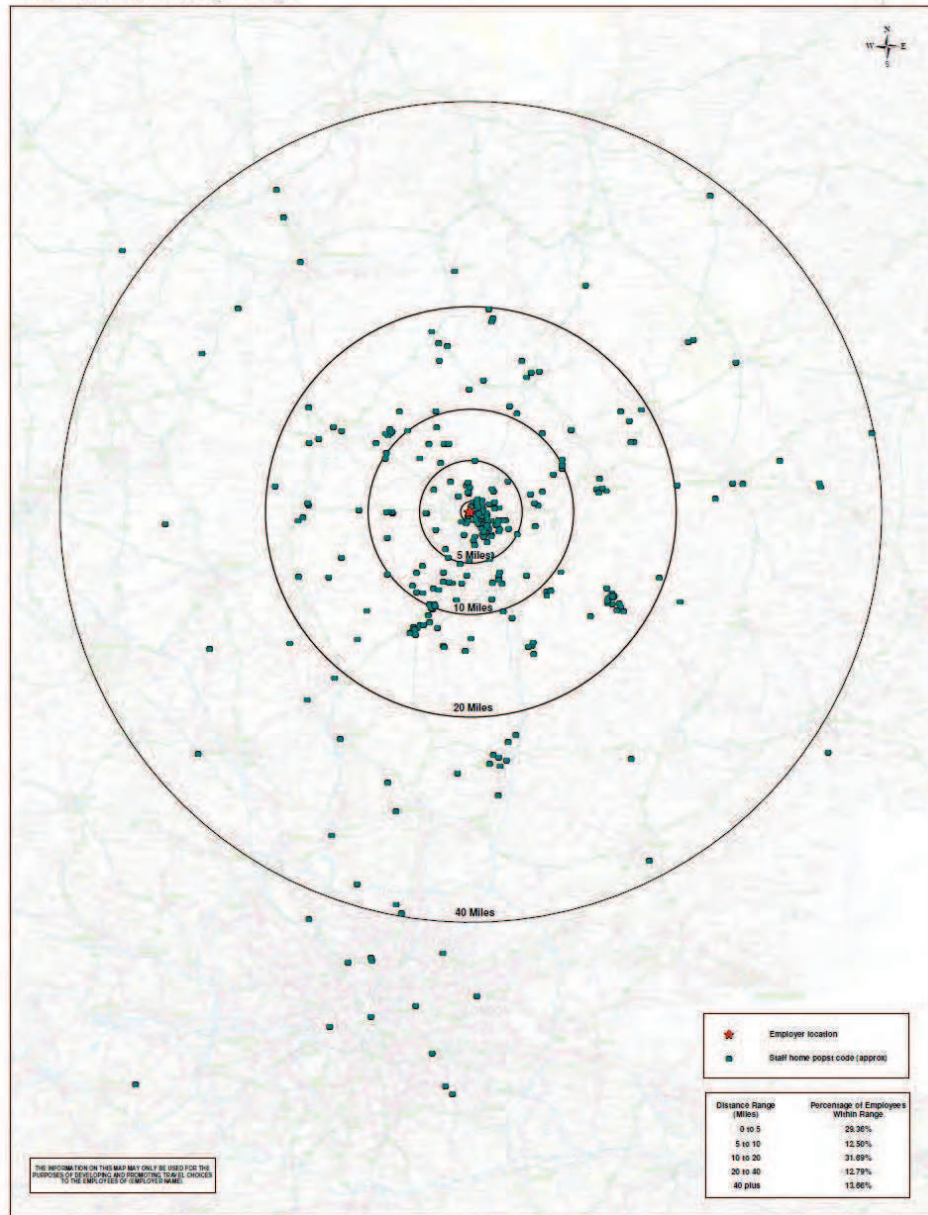 N
W E
S
5 Miles
10 Miles
20 Miles
40 Miles
Employer location
Staff home popst code (approx)
Distance Range Percentage of Employees
(Miles) Within Range
0 to 5 29.36%
5 to 10 12.50%
10 to 20 31.69%
20 to 40 12.79%
40 plus 13.66%
THE INFORMATION ON THIS MAP MAY ONLY BE USED FOR THE
PURPOSES OF DEVELOPING AND PROMOTING TRAVEL CHOICES
TO THE EMPLOYEES OF (EMPLOYER NAME).